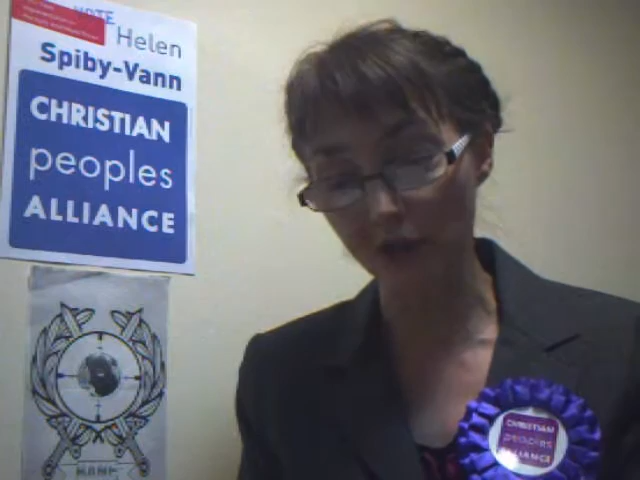 VOTE
Helen
Spiby-Vann
CHRISTIAN
peoples
ALLIANCE
CHRISTIAN
peoples
ALLIANCE